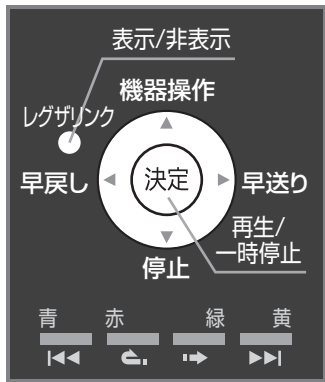 表示/非表示
機器操作
レグザリンク
早戻し
決定
早送り
再生/
一時停止
停止
青 赤 緑 黄